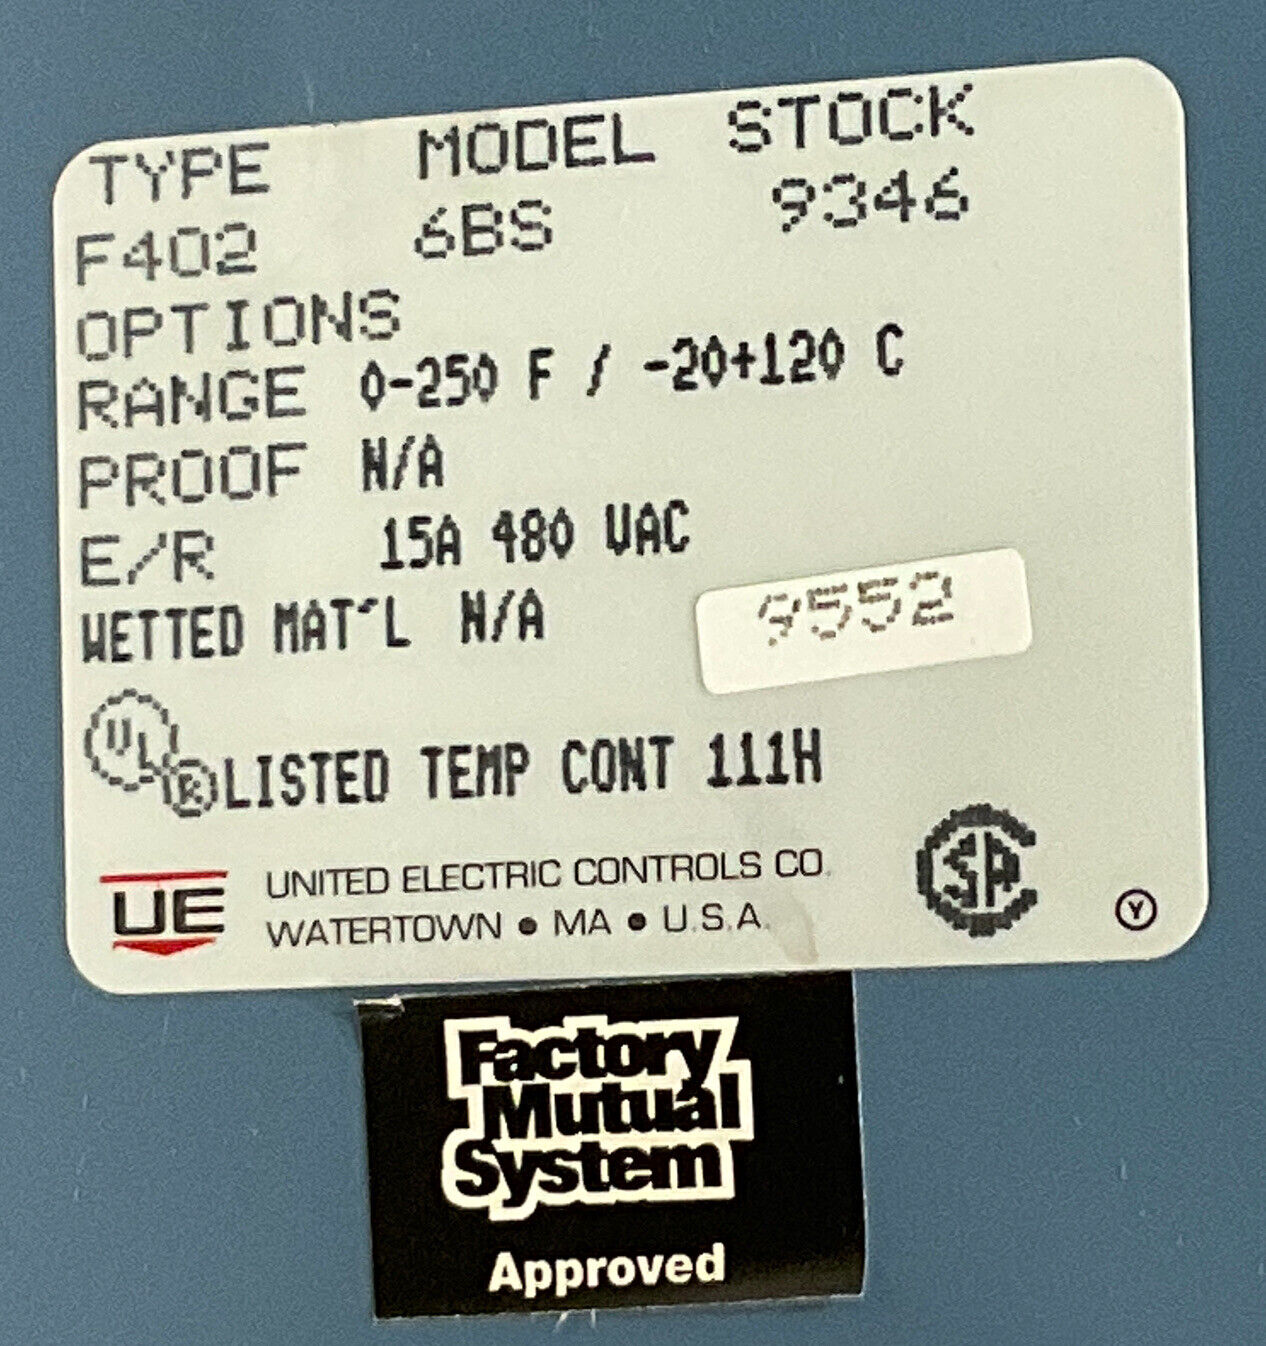 TYPE MODEL STOCK
F402 6BS 9346
OPTIONS
RANGE 0-250 F / -20+120 C
PROOF N/A
E/R 15A 480 VAC
WETTED MAT'L N/A
9552
UL ® LISTED TEMP CONT 111H
UE UNITED ELECTRIC CONTROLS CO.
WATERTOWN • MA • U.S.A.
CSA
Y
Factory
Mutual
System
Approved